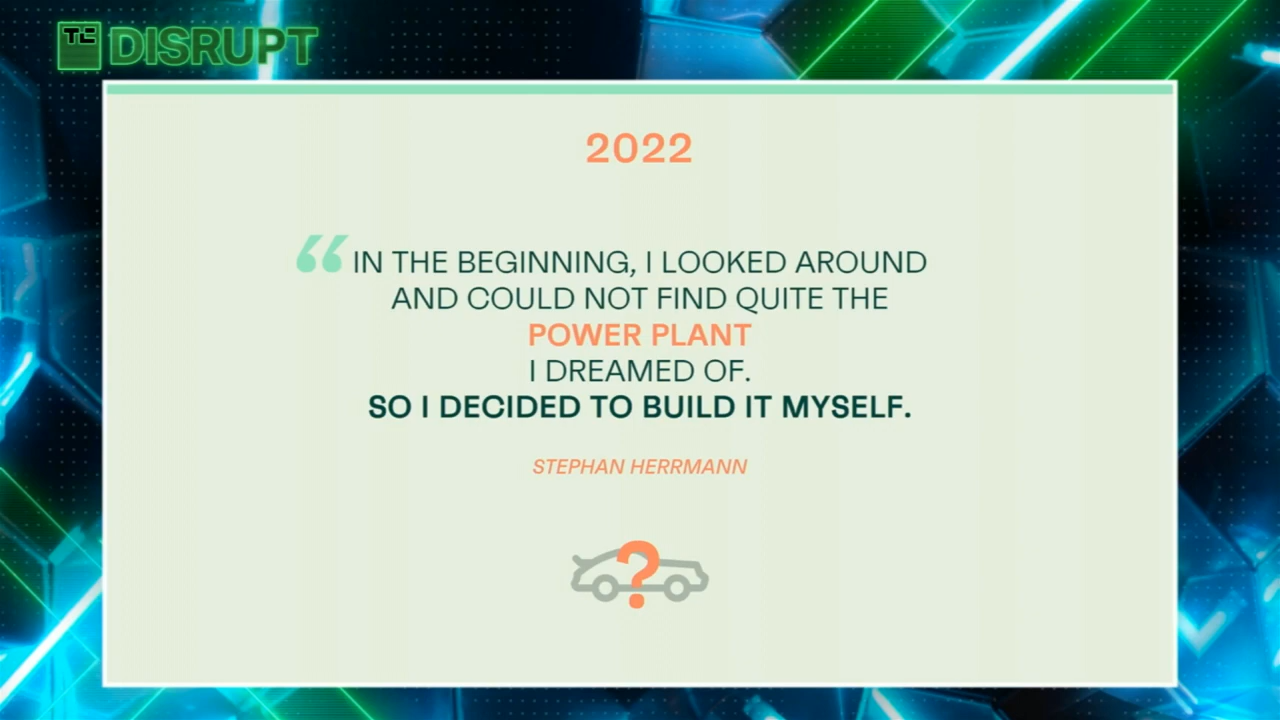 TC DISRUPT
2022
“IN THE BEGINNING, I LOOKED AROUND
AND COULD NOT FIND QUITE THE
POWER PLANT
I DREAMED OF.
SO I DECIDED TO BUILD IT MYSELF.
STEPHAN HERRMANN
?